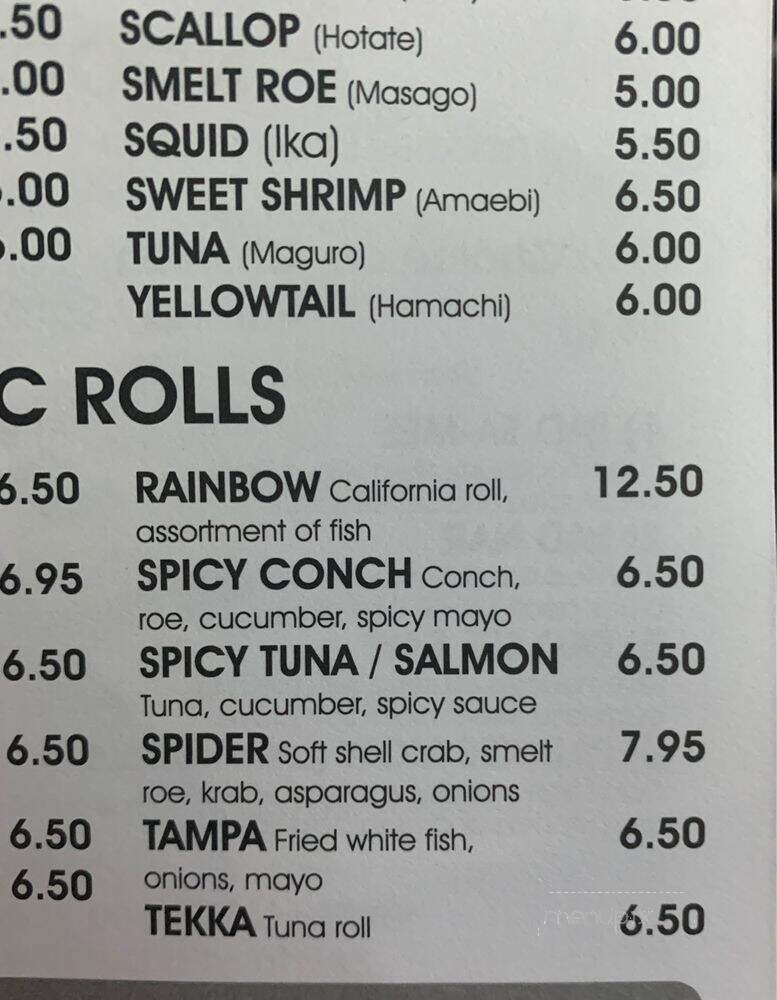 .50 SCALLOP (Hotate) 6.00
.00 SMELT ROE (Masago) 5.00
.50 SQUID (Ika) 5.50
.00 SWEET SHRIMP (Amaebi) 6.50
.00 TUNA (Maguro) 6.00
YELLOWTAIL (Hamachi) 6.00
C ROLLS
6.50 RAINBOW California roll, 12.50
assortment of fish
6.95 SPICY CONCH Conch, 6.50
roe, cucumber, spicy mayo
6.50 SPICY TUNA / SALMON 6.50
Tuna, cucumber, spicy sauce
6.50 SPIDER Soft shell crab, smelt 7.95
roe, krab, asparagus, onions
6.50 TAMPA Fried white fish, 6.50
6.50 onions, mayo
TEKKA Tuna roll 6.50